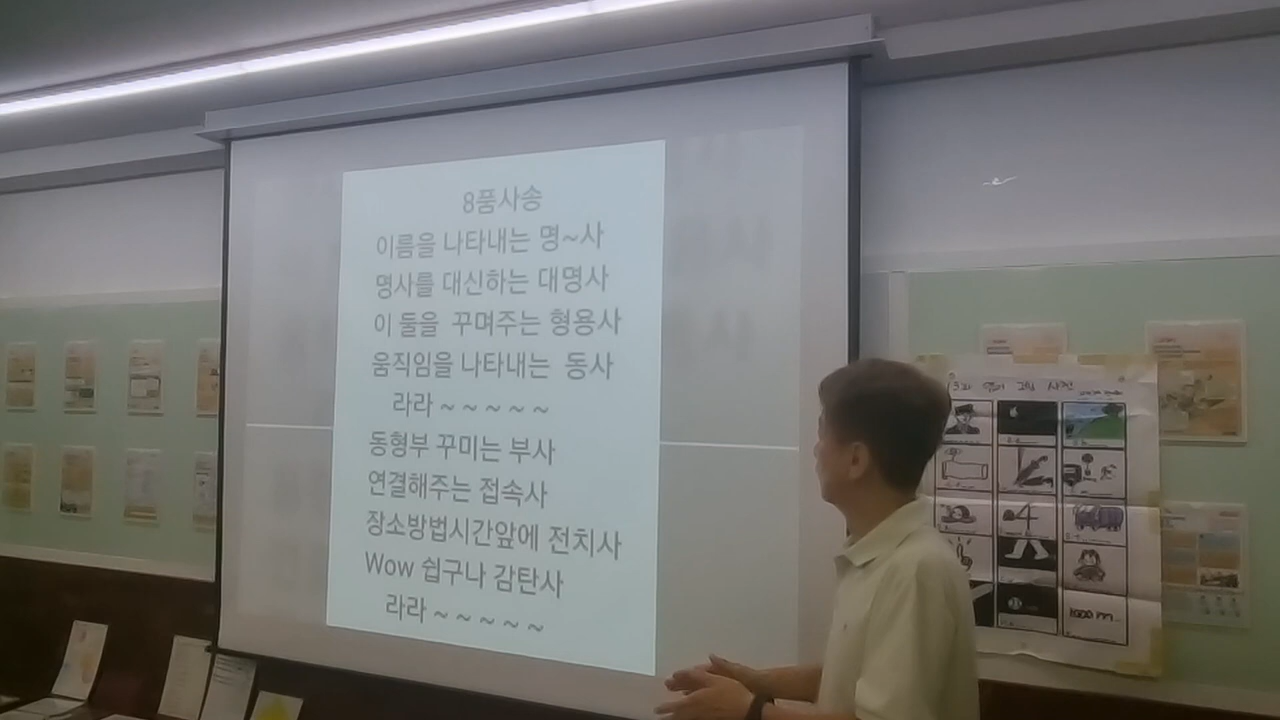 8품사송
이름을 나타내는 명~사
명사를 대신하는 대명사
이 둘을 꾸며주는 형용사
움직임을 나타내는 동사
라라 ~ ~ ~ ~ ~
동형부 꾸미는 부사
연결해주는 접속사
장소방법시간앞에 전치사
Wow 쉽구나 감탄사
라라 ~ ~ ~ ~ ~